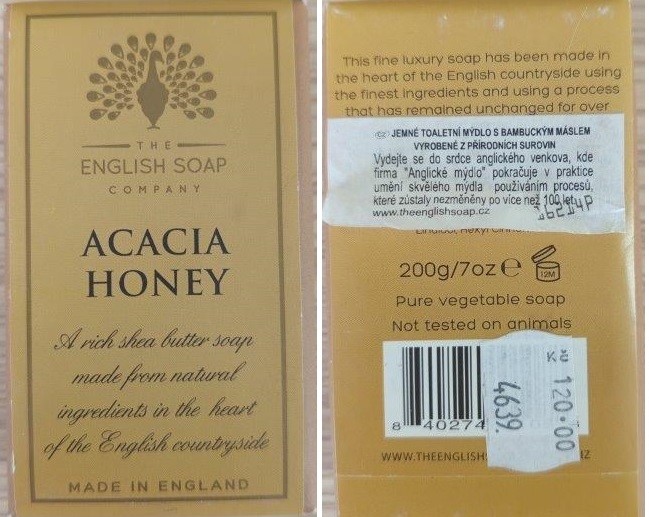 THE
ENGLISH SOAP
COMPANY
ACACIA
HONEY
A rich shea butter soap
made from natural
ingredients in the heart
of the English countryside
MADE IN ENGLAND
This fine luxury soap has been made in
the heart of the English countryside using
the finest ingredients and using a process
that has remained unchanged for over
CZ JEMNÉ TOALETNÍ MÝDLO S BAMBUCKÝM MÁSLEM
VYROBENÉ Z PŘÍRODNÍCH SUROVIN
Vydejte se do srdce anglického venkova, kde
firma "Anglické mýdlo" pokračuje v praktice
umění skvělého mýdla používáním procesů,
které zůstaly nezměněny po více než 100 let.
www.theenglishsoap.cz
200g/7oz e 12M
Pure vegetable soap
Not tested on animals
Kč 120.00
4639.
8 40274